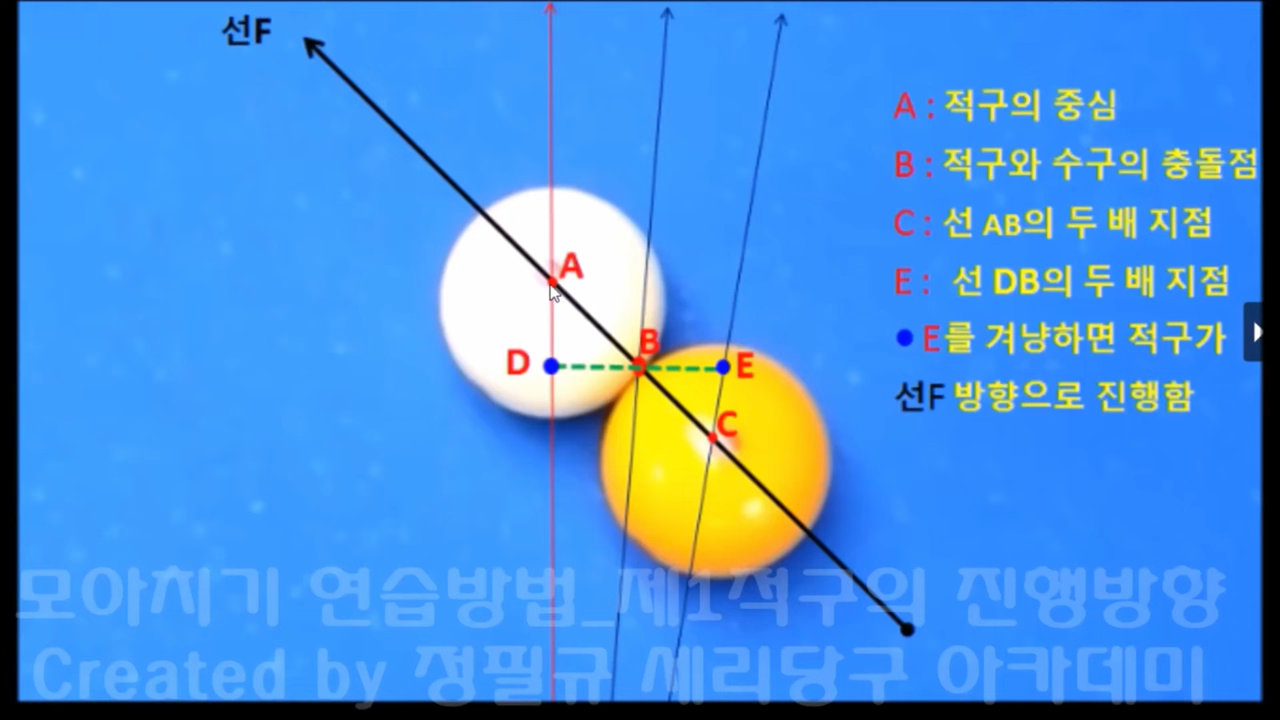 선F
A : 적구의 중심
B : 적구와 수구의 충돌점
C : 선 AB의 두 배 지점
E : 선 DB의 두 배 지점
E를 겨냥하면 적구가
선F 방향으로 진행함
A
B
D
E
C
모아치기 연습방법_제1적구의 진행방향
Created by 정필규 세리당구 아카데미